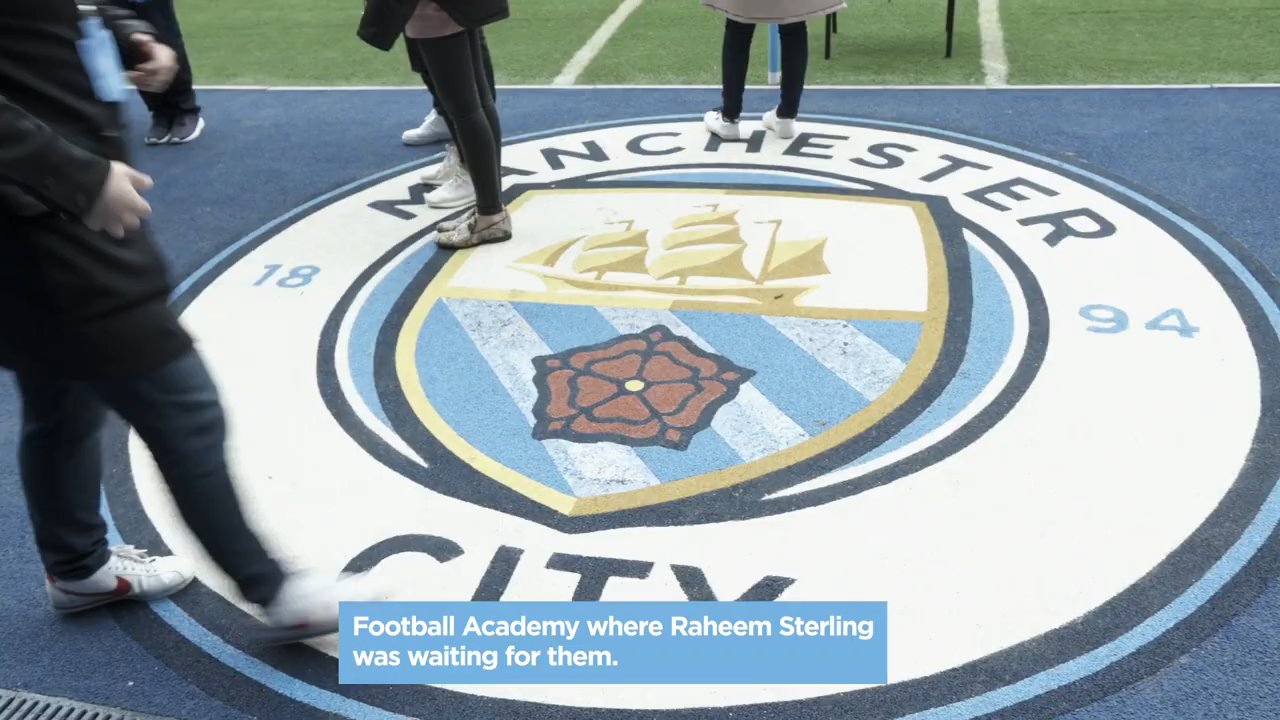 MANCHESTER
18 94
CITY
Football Academy where Raheem Sterling
was waiting for them.